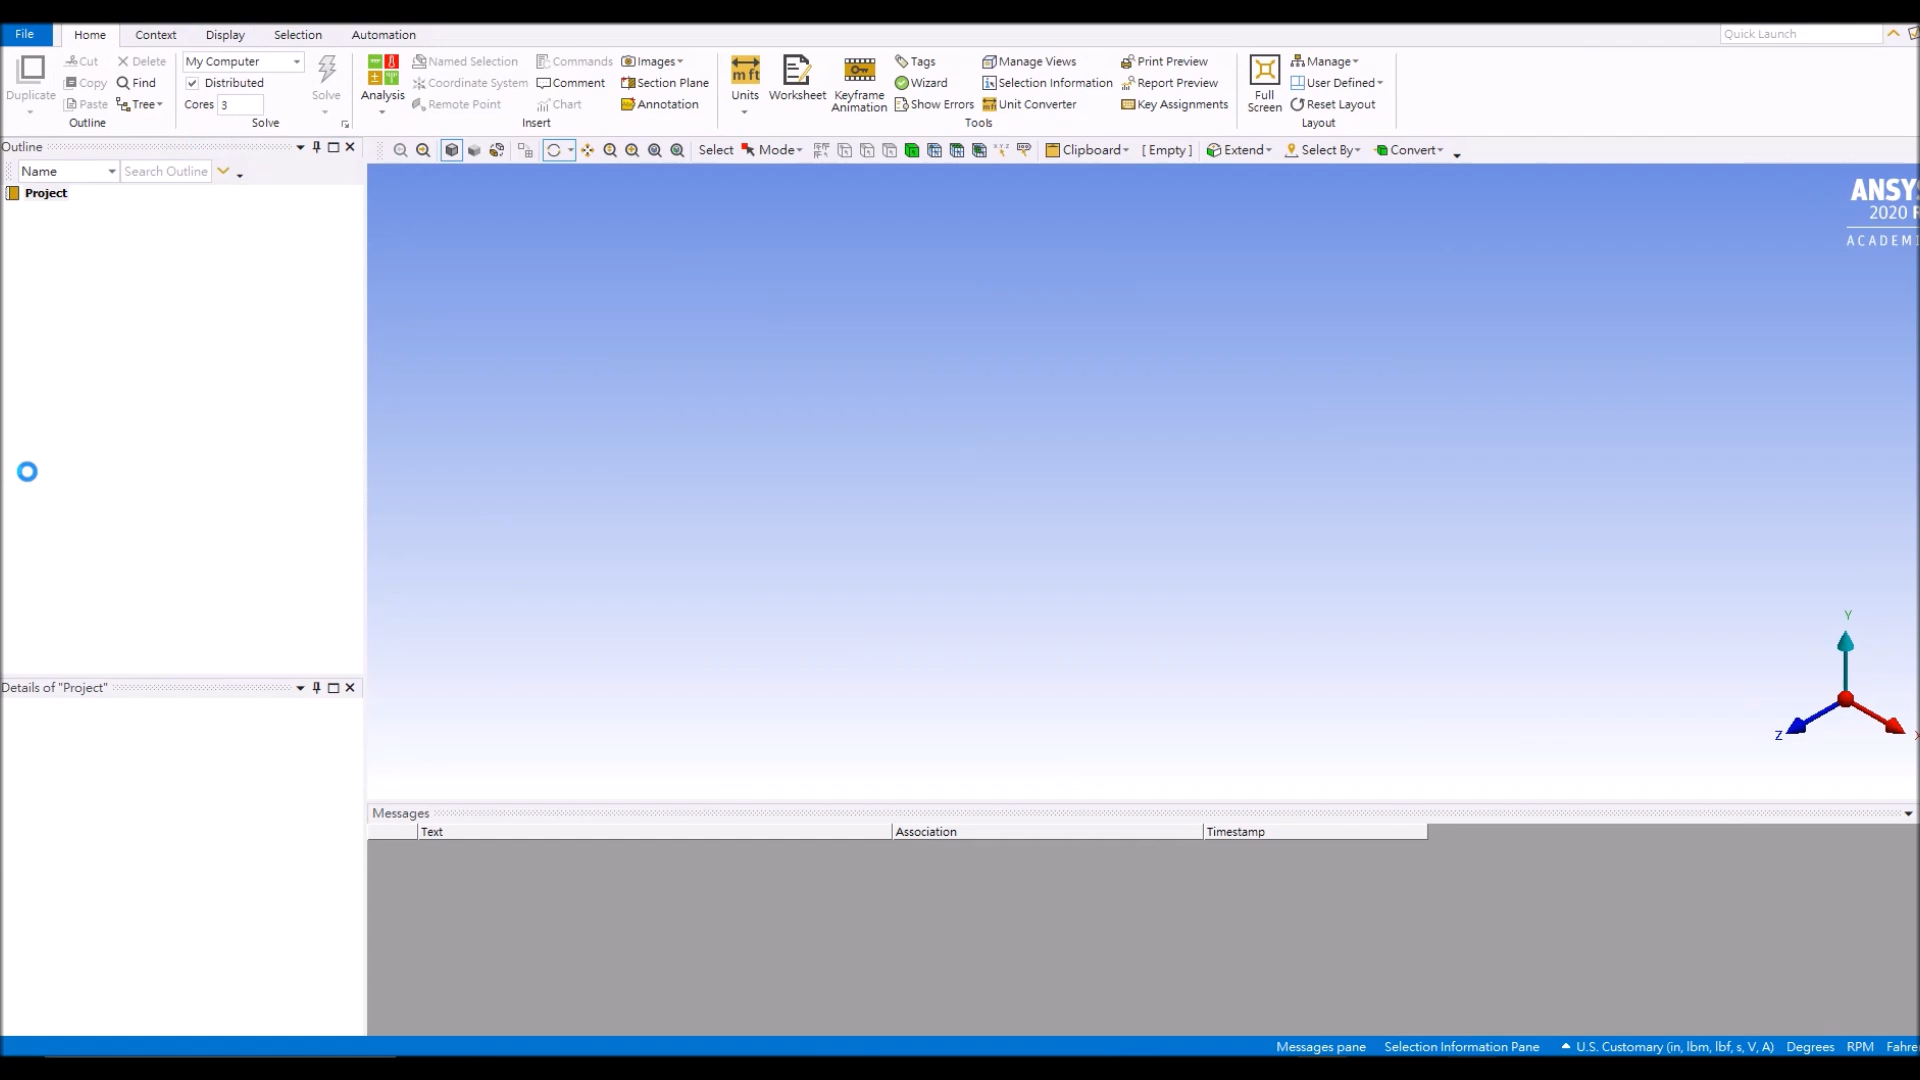 File Home Context Display Selection Automation Quick Launch
Duplicate Cut Delete My Computer Solve Analysis Named Selection Commands Images Units Worksheet Keyframe Animation Tags Manage Views Print Preview Full Screen Manage
Copy Find Distributed Coordinate System Comment Section Plane Wizard Selection Information Report Preview User Defined
Paste Tree Cores 3 Remote Point Chart Annotation Show Errors Unit Converter Key Assignments Reset Layout
Outline Solve Insert Tools Layout
Outline Select Mode Clipboard [ Empty ] Extend Select By Convert
Name Search Outline
Project
ANSYS
2020
ACADEMI
Y
Z
X
Details of "Project"
Messages
Text Association Timestamp
Messages pane Selection Information Pane U.S. Customary (in, lbm, lbf, s, V, A) Degrees RPM Fahre